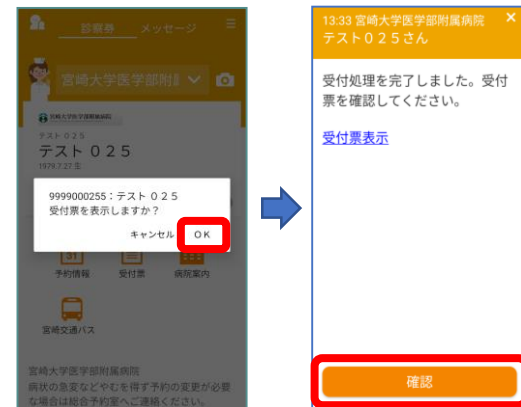 診察券 メッセージ
宮崎大学医学部附属
宮崎大学医学部附属病院
テスト０２５
テスト ０２５
1979.7.27 生
9999000255：テスト ０２５
受付票を表示しますか？
キャンセル ＯＫ
31
予約情報 受付票 病院案内
宮崎交通バス
宮崎大学医学部附属病院
病状の急変などやむを得ず予約の変更が必要
な場合は総合予約室へご連絡ください。
13:33 宮崎大学医学部附属病院 ×
テスト０２５さん
受付処理を完了しました。受付
票を確認してください。
受付票表示
確認